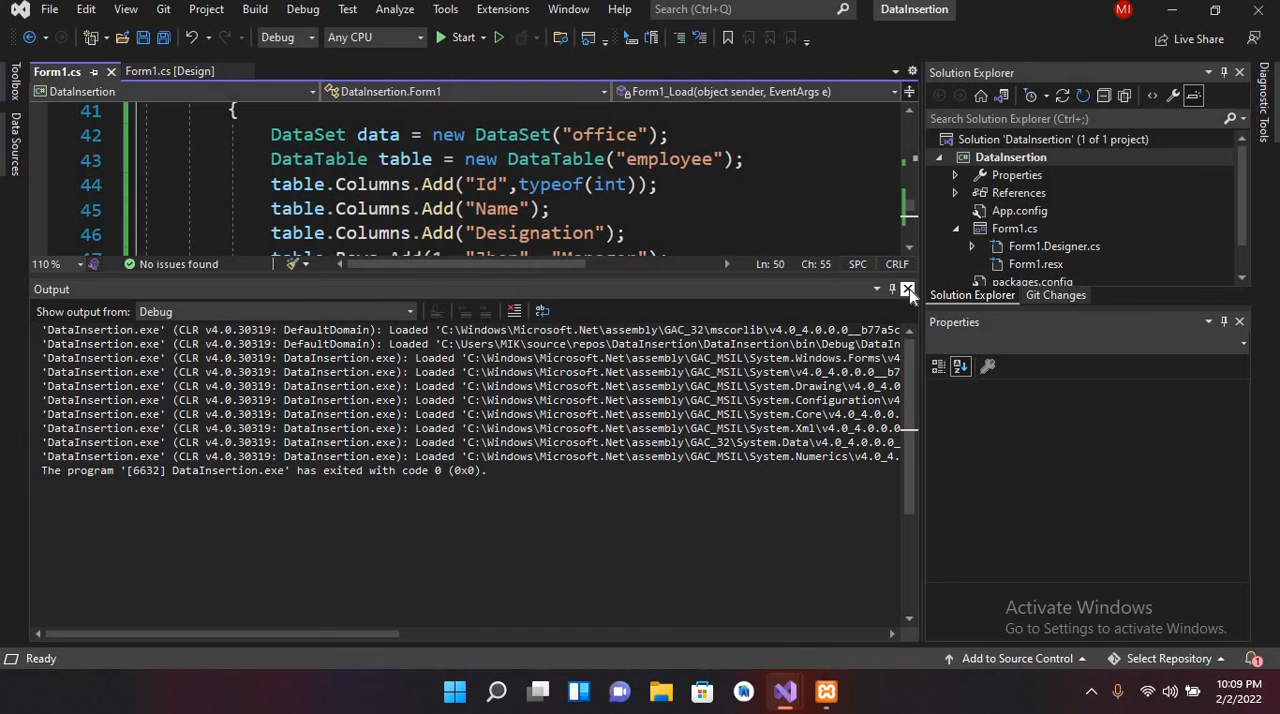 File Edit View Git Project Build Debug Test Analyze Tools Extensions Window Help Search (Ctrl+Q) DataInsertion MI
Debug Any CPU Start Live Share
Toolbox
Data Sources
Form1.cs Form1.cs [Design]
DataInsertion DataInsertion.Form1 Form1_Load(object sender, EventArgs e)
41 {
42 DataSet data = new DataSet("office");
43 DataTable table = new DataTable("employee");
44 table.Columns.Add("Id",typeof(int));
45 table.Columns.Add("Name");
46 table.Columns.Add("Designation");
47 table.Rows.Add(1, "Jhon", "Manager");
110 % No issues found Ln: 50 Ch: 55 SPC CRLF
Output
Show output from: Debug
'DataInsertion.exe' (CLR v4.0.30319: DefaultDomain): Loaded 'C:\Windows\Microsoft.Net\assembly\GAC_32\mscorlib\v4.0_4.0.0.0__b77a5c
'DataInsertion.exe' (CLR v4.0.30319: DefaultDomain): Loaded 'C:\Users\MIK\source\repos\DataInsertion\DataInsertion\bin\Debug\DataIn
'DataInsertion.exe' (CLR v4.0.30319: DataInsertion.exe): Loaded 'C:\Windows\Microsoft.Net\assembly\GAC_MSIL\System.Windows.Forms\v4
'DataInsertion.exe' (CLR v4.0.30319: DataInsertion.exe): Loaded 'C:\Windows\Microsoft.Net\assembly\GAC_MSIL\System\v4.0_4.0.0.0__b7
'DataInsertion.exe' (CLR v4.0.30319: DataInsertion.exe): Loaded 'C:\Windows\Microsoft.Net\assembly\GAC_MSIL\System.Drawing\v4.0_4.0
'DataInsertion.exe' (CLR v4.0.30319: DataInsertion.exe): Loaded 'C:\Windows\Microsoft.Net\assembly\GAC_MSIL\System.Configuration\v4
'DataInsertion.exe' (CLR v4.0.30319: DataInsertion.exe): Loaded 'C:\Windows\Microsoft.Net\assembly\GAC_MSIL\System.Core\v4.0_4.0.0.
'DataInsertion.exe' (CLR v4.0.30319: DataInsertion.exe): Loaded 'C:\Windows\Microsoft.Net\assembly\GAC_MSIL\System.Xml\v4.0_4.0.0.0
'DataInsertion.exe' (CLR v4.0.30319: DataInsertion.exe): Loaded 'C:\Windows\Microsoft.Net\assembly\GAC_32\System.Data\v4.0_4.0.0.0_
'DataInsertion.exe' (CLR v4.0.30319: DataInsertion.exe): Loaded 'C:\Windows\Microsoft.Net\assembly\GAC_MSIL\System.Numerics\v4.0_4.
The program '[6632] DataInsertion.exe' has exited with code 0 (0x0).
Solution Explorer
Search Solution Explorer (Ctrl+;)
Solution 'DataInsertion' (1 of 1 project)
DataInsertion
Properties
References
App.config
Form1.cs
Form1.Designer.cs
Form1.resx
packages.config
Solution Explorer Git Changes
Properties
Diagnostic Tools
Activate Windows
Go to Settings to activate Windows.
Ready Add to Source Control Select Repository 1
10:09 PM
2/2/2022